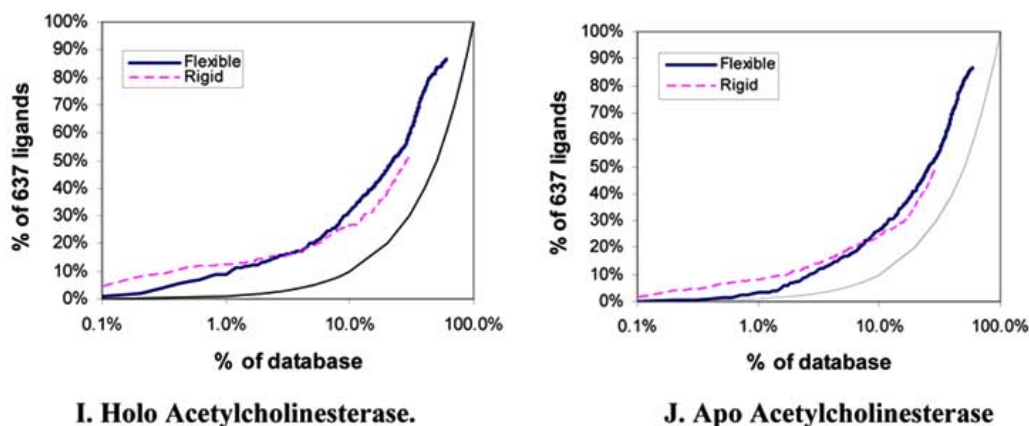 100%
90%
80%
70%
60%
50%
40%
30%
20%
10%
0%
% of 637 ligands
Flexible
Rigid
0.1% 1.0% 10.0% 100.0%
% of database
I. Holo Acetylcholinesterase.
100%
90%
80%
70%
60%
50%
40%
30%
20%
10%
0%
% of 637 ligands
Flexible
Rigid
0.1% 1.0% 10.0% 100.0%
% of database
J. Apo Acetylcholinesterase